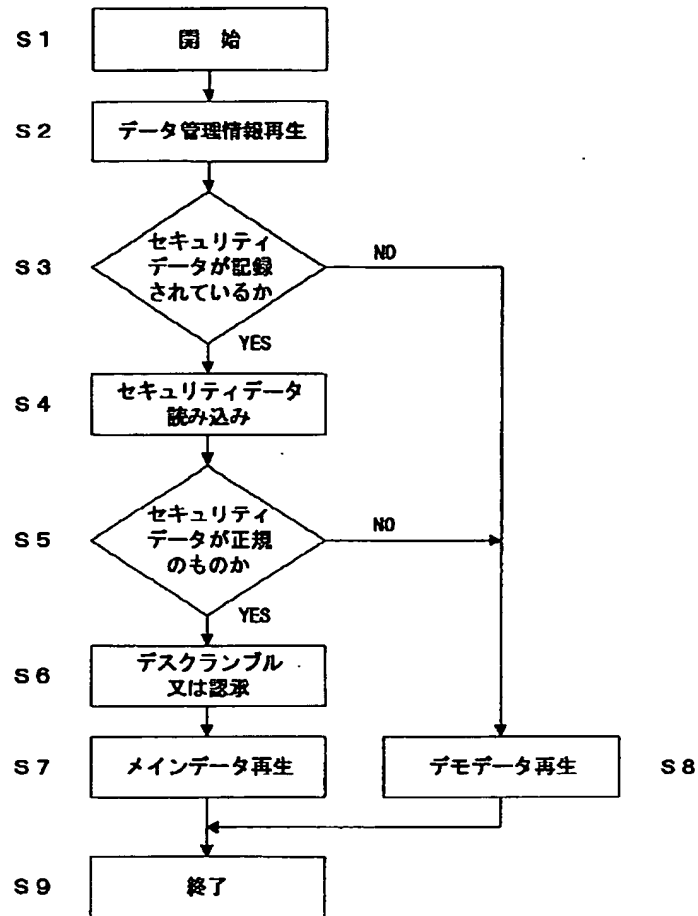 S1
開 始
S2
データ管理情報再生
S3
セキュリティ
データが記録
されているか
NO
YES
S4
セキュリティデータ
読み込み
S5
セキュリティ
データが正規
のものか
NO
YES
S6
デスクランブル
又は認承
S7
メインデータ再生
デモデータ再生
S8
S9
終了